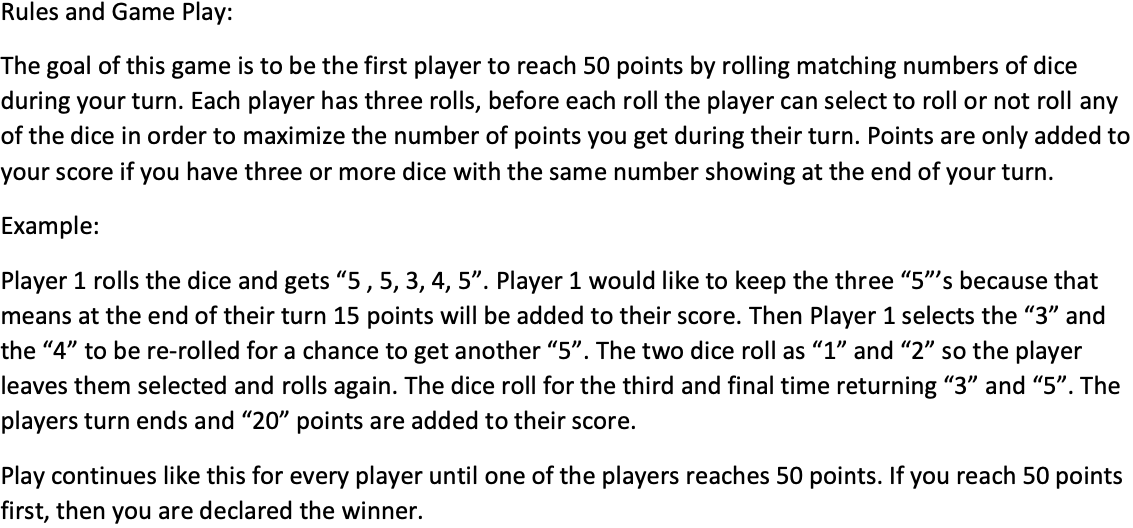 Rules and Game Play:
The goal of this game is to be the first player to reach 50 points by rolling matching numbers of dice
during your turn. Each player has three rolls, before each roll the player can select to roll or not roll any
of the dice in order to maximize the number of points you get during their turn. Points are only added to
your score if you have three or more dice with the same number showing at the end of your turn.
Example:
Player 1 rolls the dice and gets “5 , 5, 3, 4, 5”. Player 1 would like to keep the three “5”’s because that
means at the end of their turn 15 points will be added to their score. Then Player 1 selects the “3” and
the “4” to be re-rolled for a chance to get another “5”. The two dice roll as “1” and “2” so the player
leaves them selected and rolls again. The dice roll for the third and final time returning “3” and “5”. The
players turn ends and “20” points are added to their score.
Play continues like this for every player until one of the players reaches 50 points. If you reach 50 points
first, then you are declared the winner.